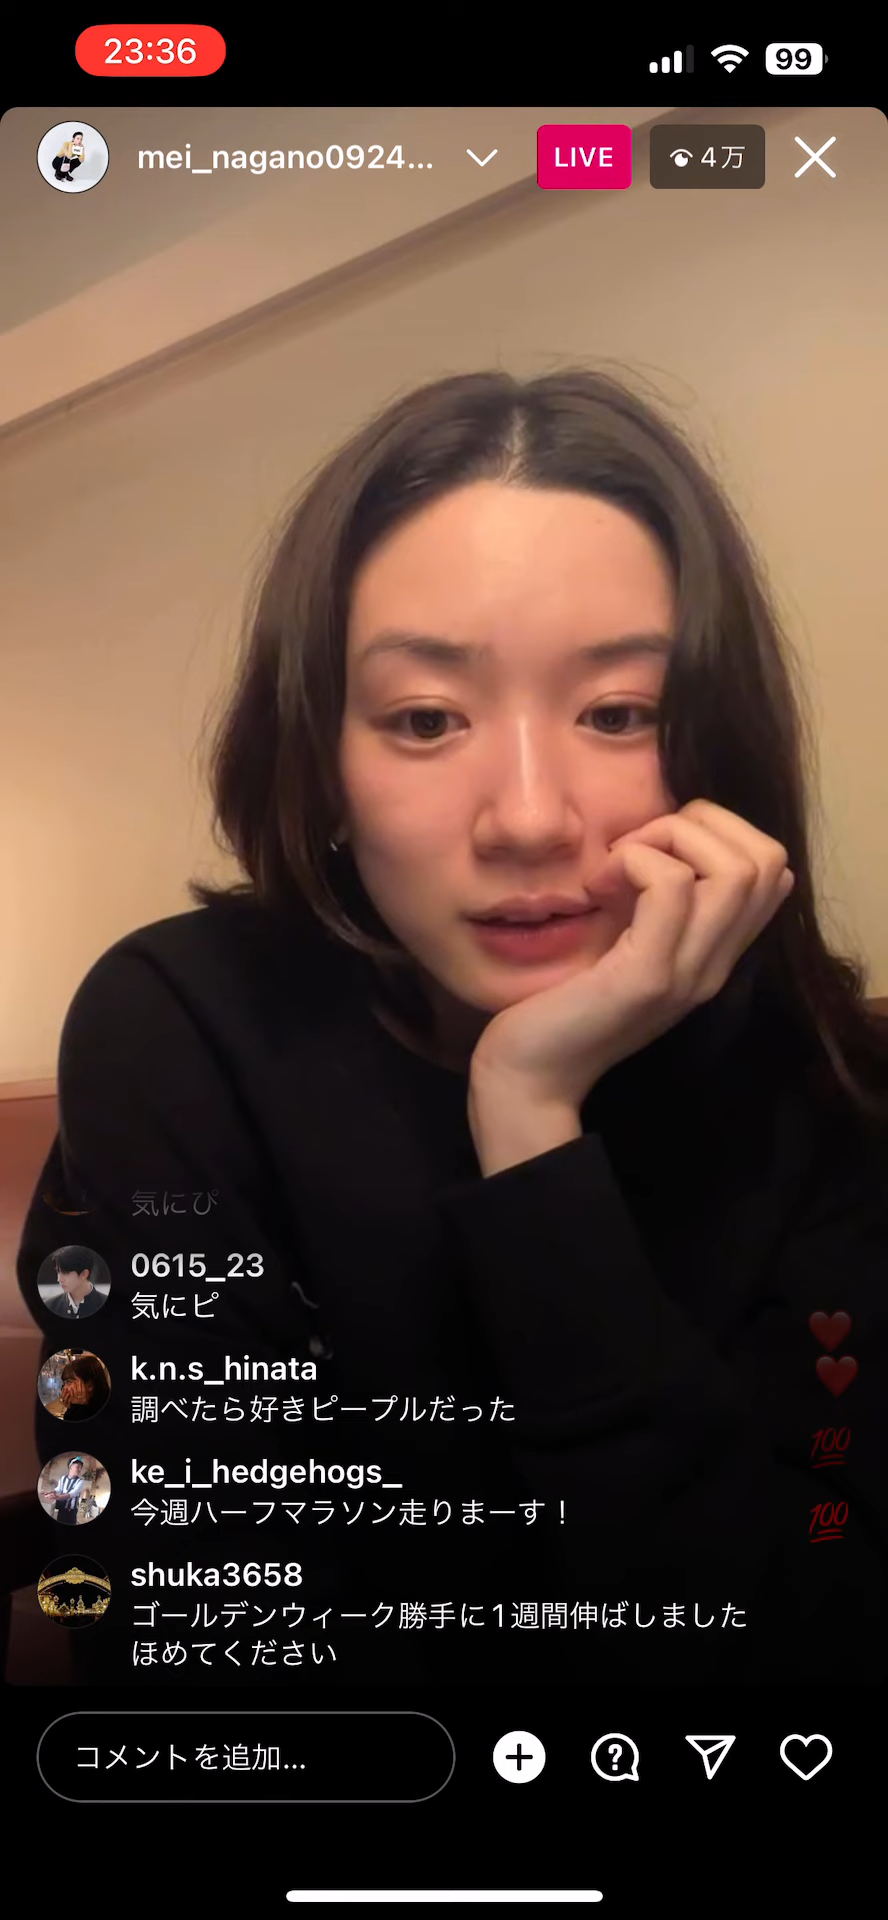 23:36
99
mei_nagano0924...
LIVE
4万
気にぴ
0615_23
気にピ
k.n.s_hinata
調べたら好きピープルだった
ke_i_hedgehogs_
今週ハーフマラソン走りまーす！
shuka3658
ゴールデンウィーク勝手に1週間伸ばしました
ほめてください
100
100
コメントを追加...